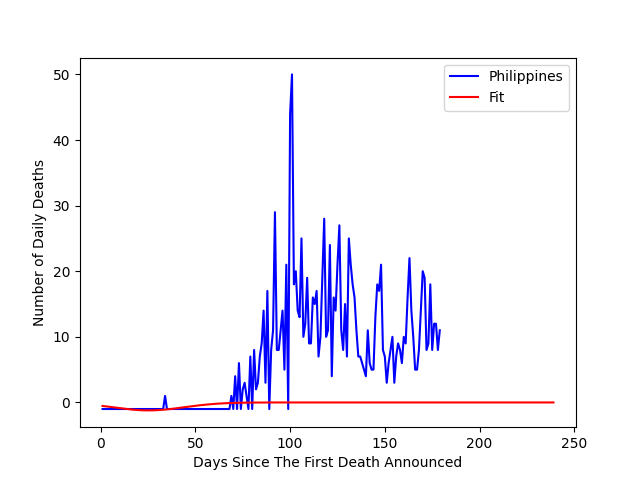 Philippines
Fit
50
40
30
20
10
0
Number of Daily Deaths
0 50 100 150 200 250
Days Since The First Death Announced